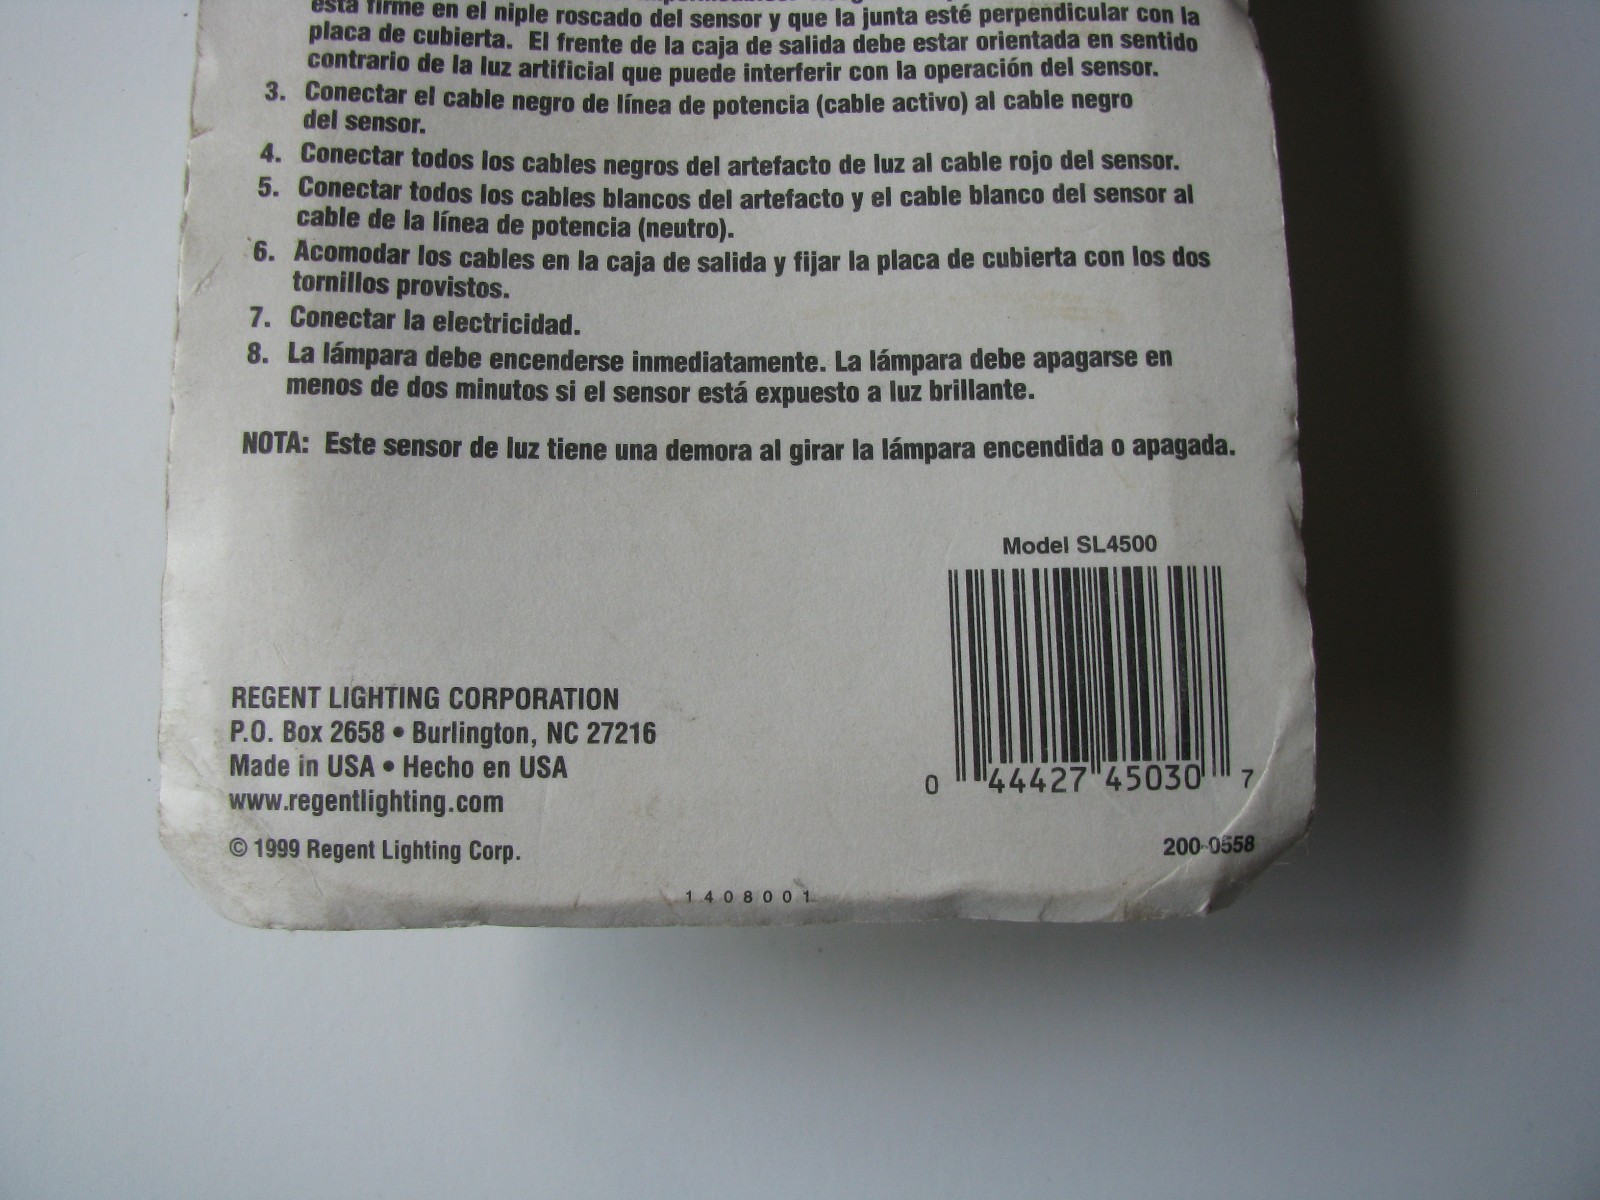 está firme en el niple roscado del sensor y que la junta esté perpendicular con la
placa de cubierta. El frente de la caja de salida debe estar orientada en sentido
contrario de la luz artificial que puede interferir con la operación del sensor.
3. Conectar el cable negro de línea de potencia (cable activo) al cable negro
del sensor.
4. Conectar todos los cables negros del artefacto de luz al cable rojo del sensor.
5. Conectar todos los cables blancos del artefacto y el cable blanco del sensor al
cable de la línea de potencia (neutro).
6. Acomodar los cables en la caja de salida y fijar la placa de cubierta con los dos
tornillos provistos.
7. Conectar la electricidad.
8. La lámpara debe encenderse inmediatamente. La lámpara debe apagarse en
menos de dos minutos si el sensor está expuesto a luz brillante.
NOTA: Este sensor de luz tiene una demora al girar la lámpara encendida o apagada.
Model SL4500
0 44427 45030 7
REGENT LIGHTING CORPORATION
P.O. Box 2658 • Burlington, NC 27216
Made in USA • Hecho en USA
www.regentlighting.com
© 1999 Regent Lighting Corp.
200-0558
1408001